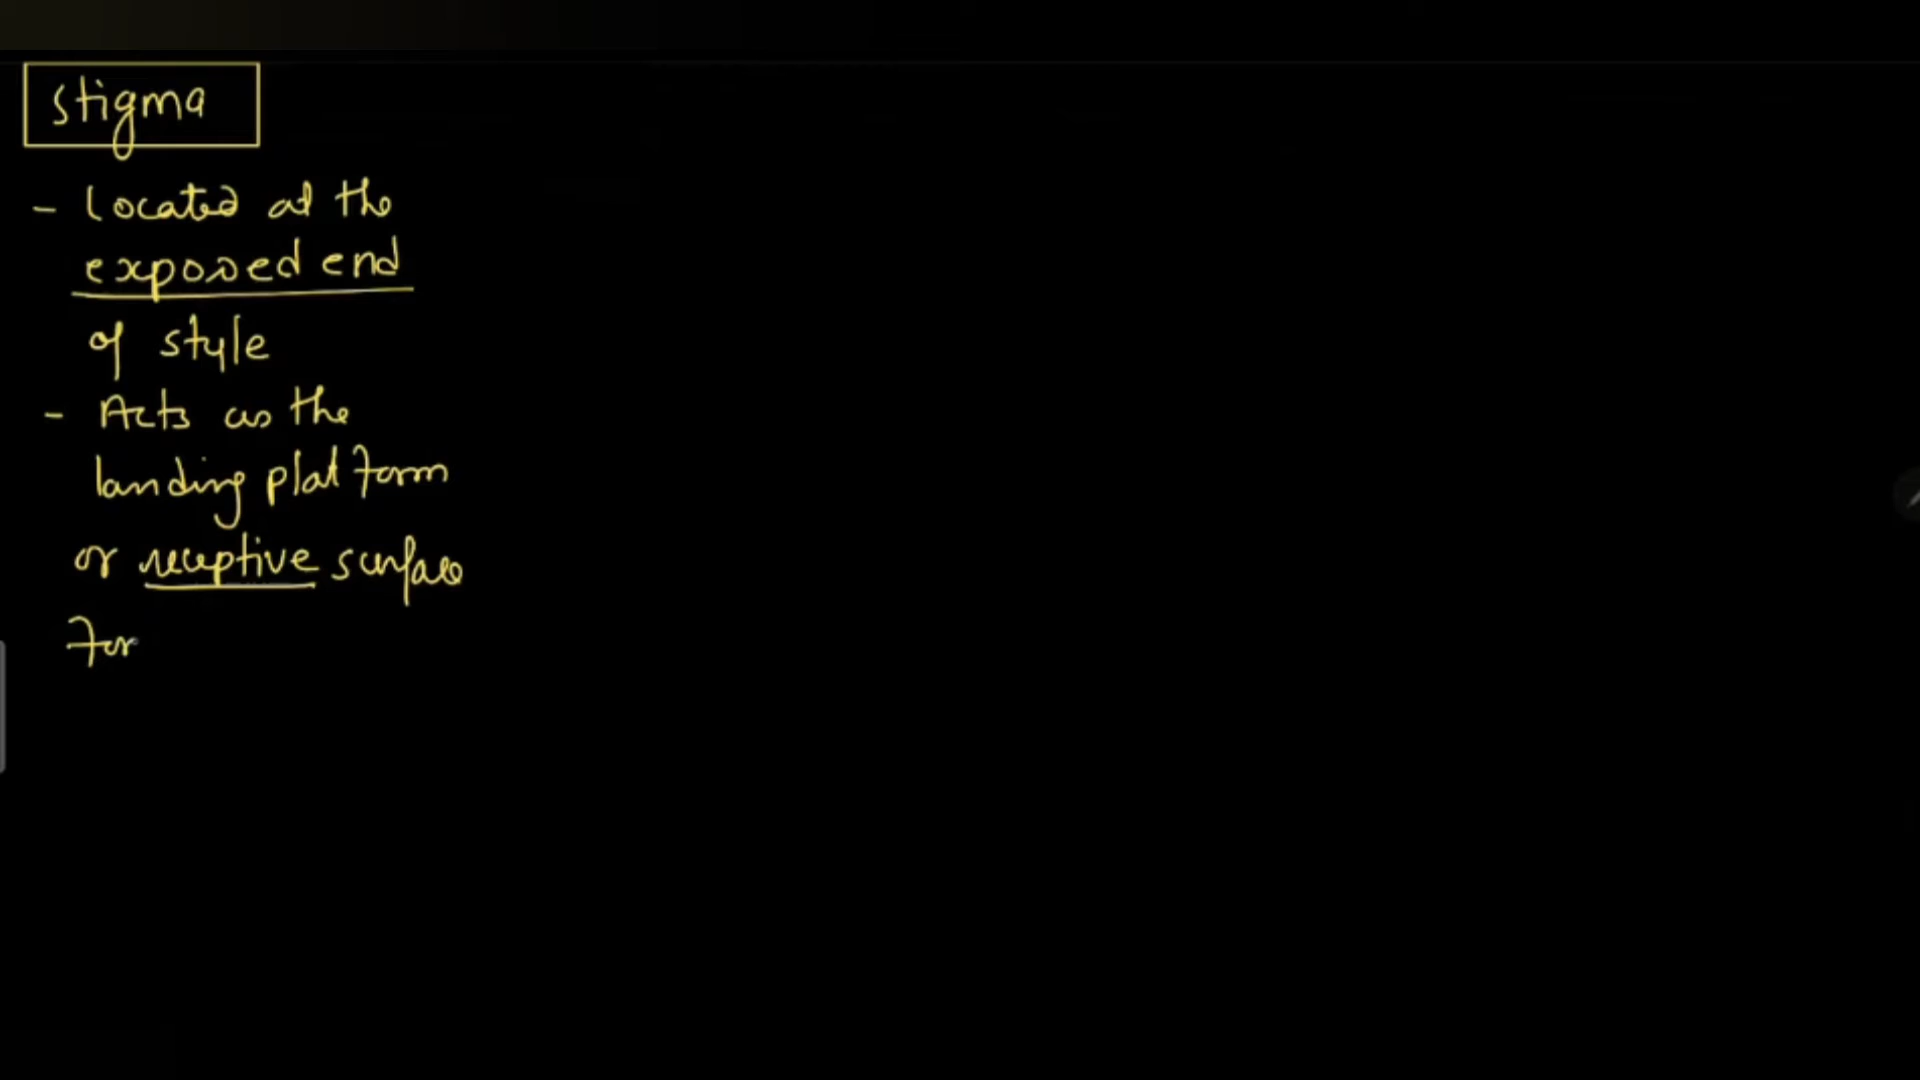 Stigma
- Located at the
exposed end
of style
- Acts as the
landing platform
or receptive surface
For